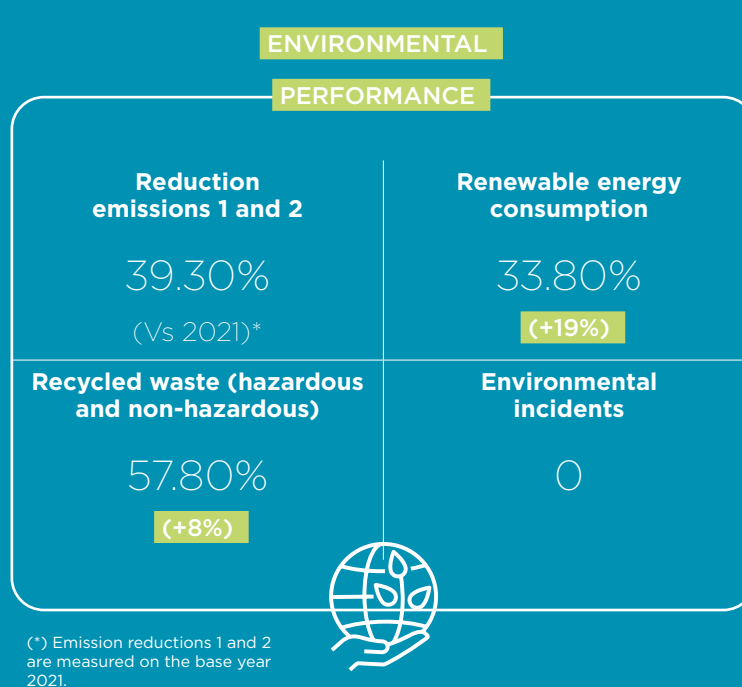 ENVIRONMENTAL
PERFORMANCE
Reduction
emissions 1 and 2
39.30%
(Vs 2021)*
Renewable energy
consumption
33.80%
(+19%)
Recycled waste (hazardous
and non-hazardous)
57.80%
(+8%)
Environmental
incidents
0
(*) Emission reductions 1 and 2
are measured on the base year
2021.